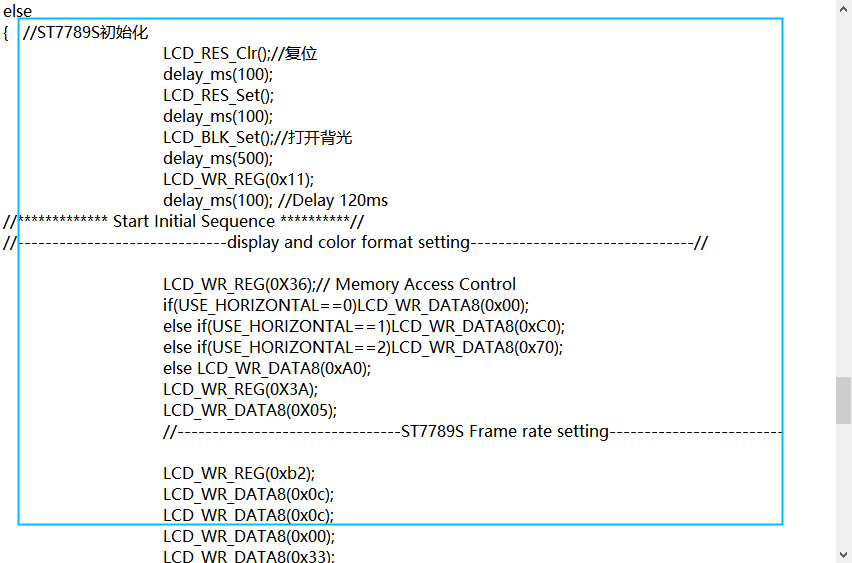 else
{ //ST7789S初始化
LCD_RES_Clr();//复位
delay_ms(100);
LCD_RES_Set();
delay_ms(100);
LCD_BLK_Set();//打开背光
delay_ms(500);
LCD_WR_REG(0x11);
delay_ms(100); //Delay 120ms
//************* Start Initial Sequence **********//
//------------------------------display and color format setting--------------------------------//
LCD_WR_REG(0X36);// Memory Access Control
if(USE_HORIZONTAL==0)LCD_WR_DATA8(0x00);
else if(USE_HORIZONTAL==1)LCD_WR_DATA8(0xC0);
else if(USE_HORIZONTAL==2)LCD_WR_DATA8(0x70);
else LCD_WR_DATA8(0xA0);
LCD_WR_REG(0X3A);
LCD_WR_DATA8(0X05);
//--------------------------------ST7789S Frame rate setting-------------------------
LCD_WR_REG(0xb2);
LCD_WR_DATA8(0x0c);
LCD_WR_DATA8(0x0c);
LCD_WR_DATA8(0x00);
LCD_WR_DATA8(0x33);